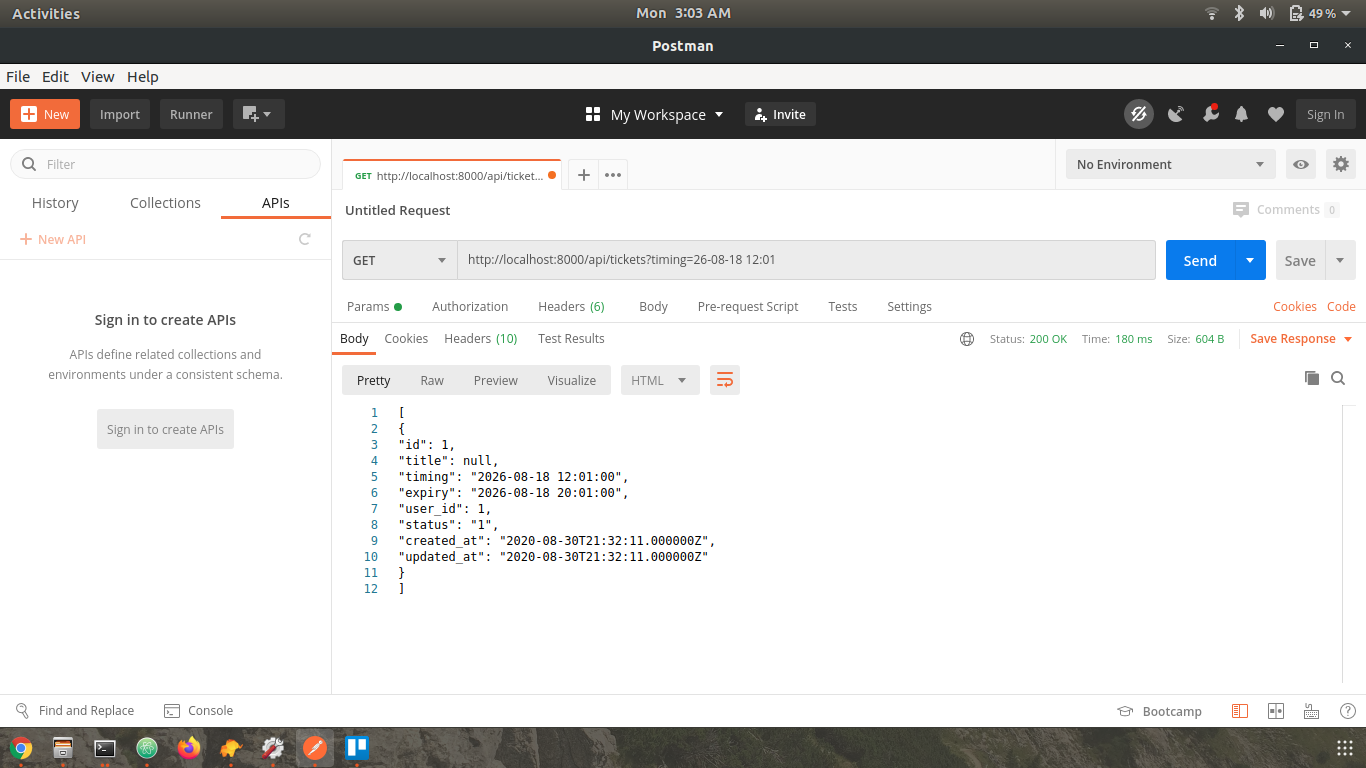 Activities
Mon 3:03 AM
49 %
Postman
File Edit View Help
New
Import
Runner
My Workspace
Invite
Sign In
Filter
History
Collections
APIs
New API
Sign in to create APIs
APIs define related collections and
environments under a consistent schema.
Sign in to create APIs
GET http://localhost:8000/api/ticket...
No Environment
Untitled Request
Comments 0
GET
http://localhost:8000/api/tickets?timing=26-08-18 12:01
Send
Save
Params
Authorization
Headers (6)
Body
Pre-request Script
Tests
Settings
Cookies
Code
Body
Cookies
Headers (10)
Test Results
Status: 200 OK
Time: 180 ms
Size: 604 B
Save Response
Pretty
Raw
Preview
Visualize
HTML
1 [
2 {
3 "id": 1,
4 "title": null,
5 "timing": "2026-08-18 12:01:00",
6 "expiry": "2026-08-18 20:01:00",
7 "user_id": 1,
8 "status": "1",
9 "created_at": "2020-08-30T21:32:11.000000Z",
10 "updated_at": "2020-08-30T21:32:11.000000Z"
11 }
12 ]
Find and Replace
Console
Bootcamp